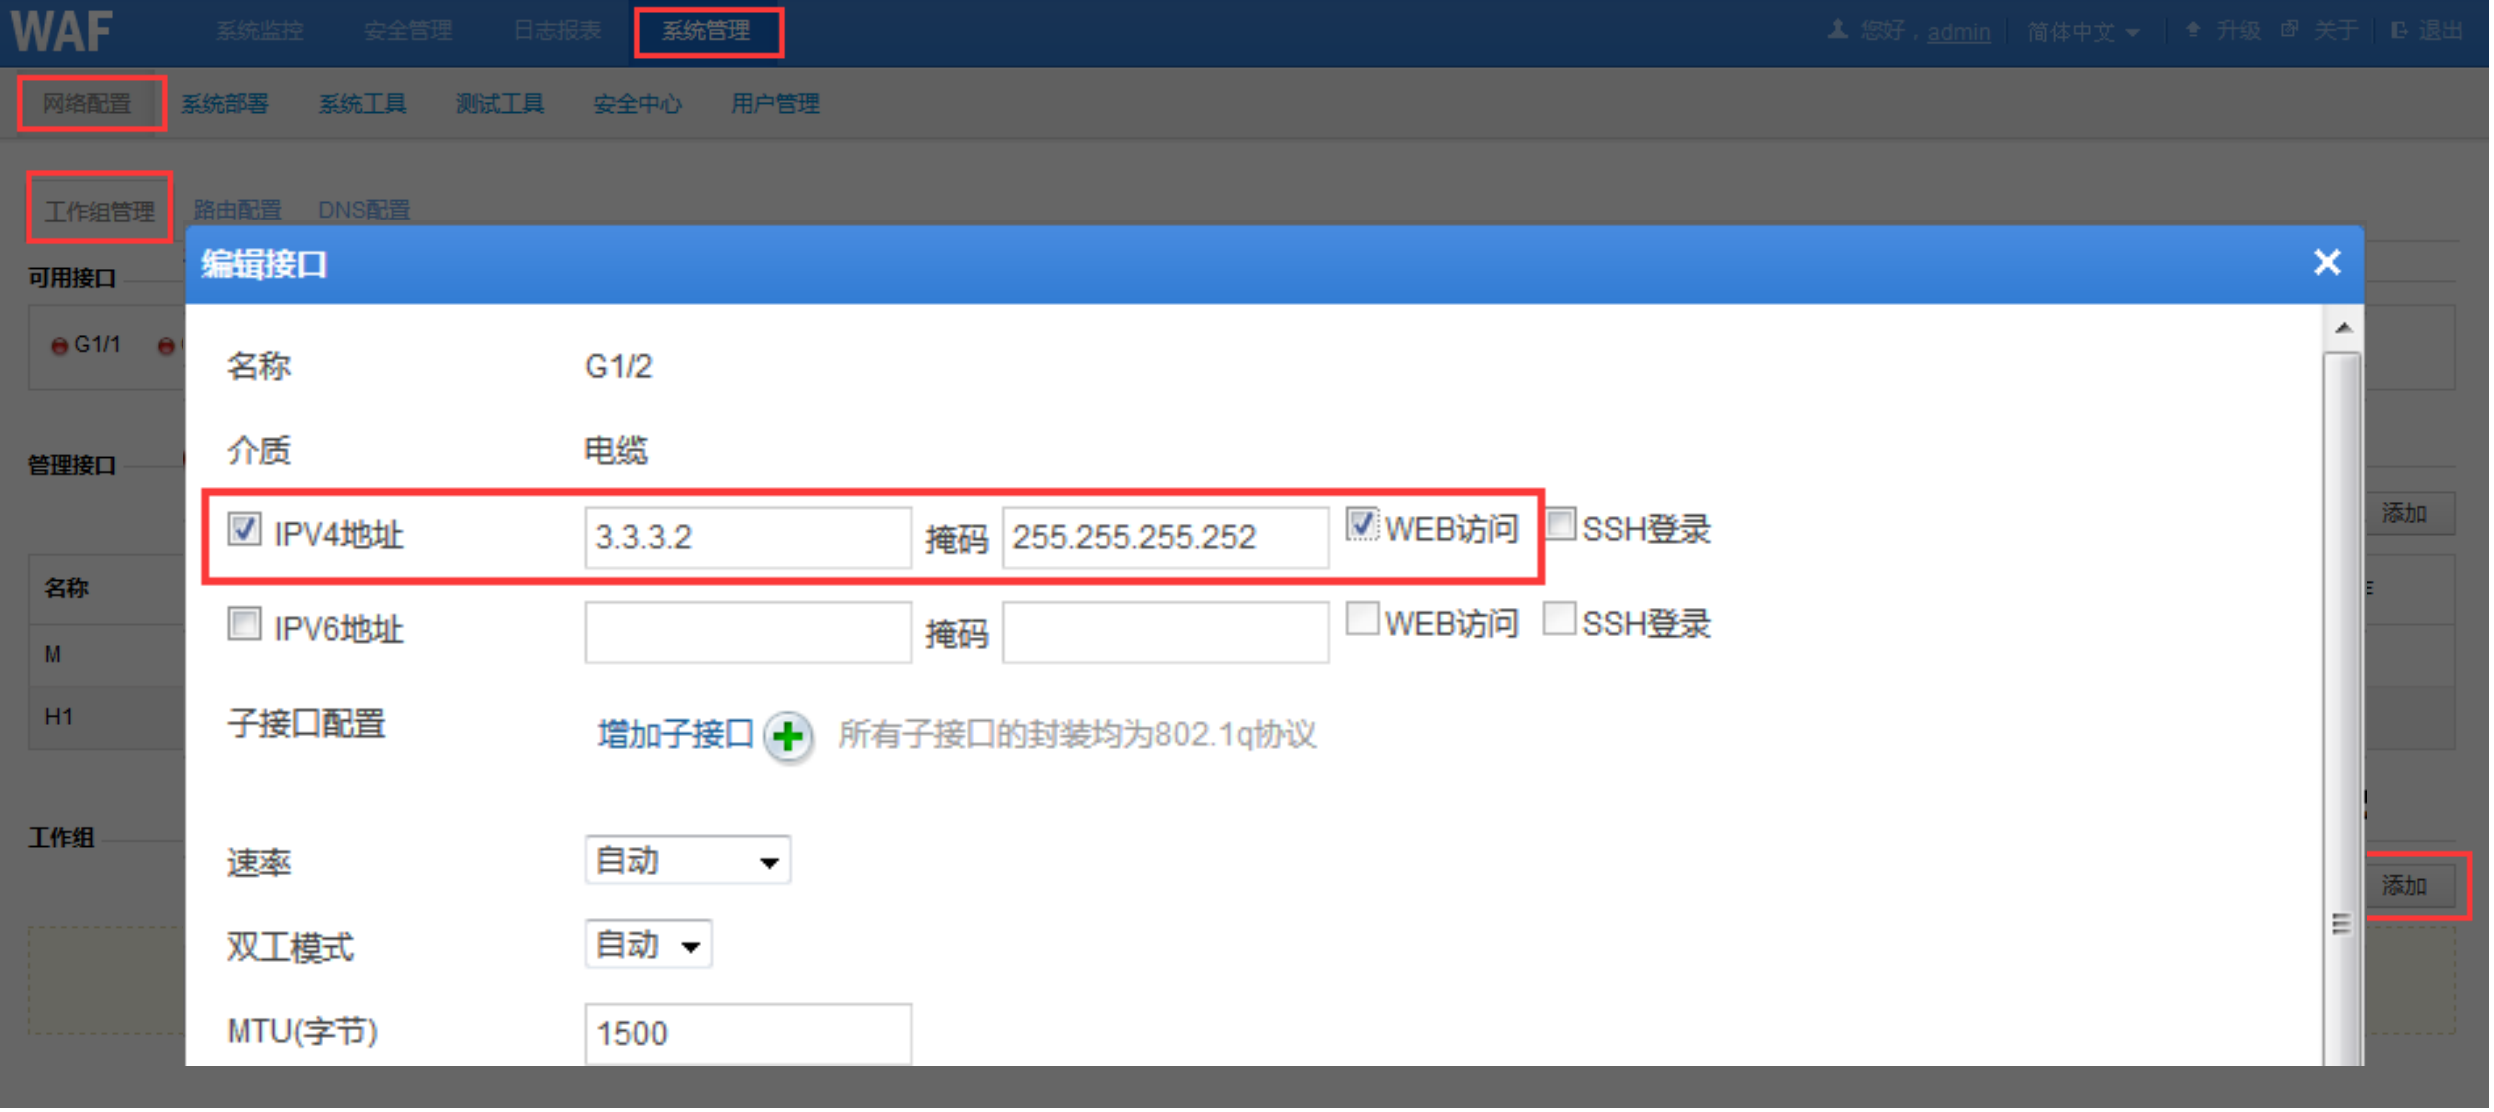 WAF 系统监控 安全管理 日志报表 系统管理 您好，admin 简体中文 升级 关于 退出
网络配置 系统部署 系统工具 测试工具 安全中心 用户管理
工作组管理 路由配置 DNS配置
编辑接口
可用接口
G1/1
名称 G1/2
介质 电缆
管理接口
IPV4地址 3.3.3.2 掩码 255.255.255.252 WEB访问 SSH登录
添加
名称
IPV6地址 掩码 WEB访问 SSH登录
M
H1
子接口配置 增加子接口 所有子接口的封装均为802.1q协议
工作组
速率 自动
添加
双工模式 自动
MTU(字节) 1500